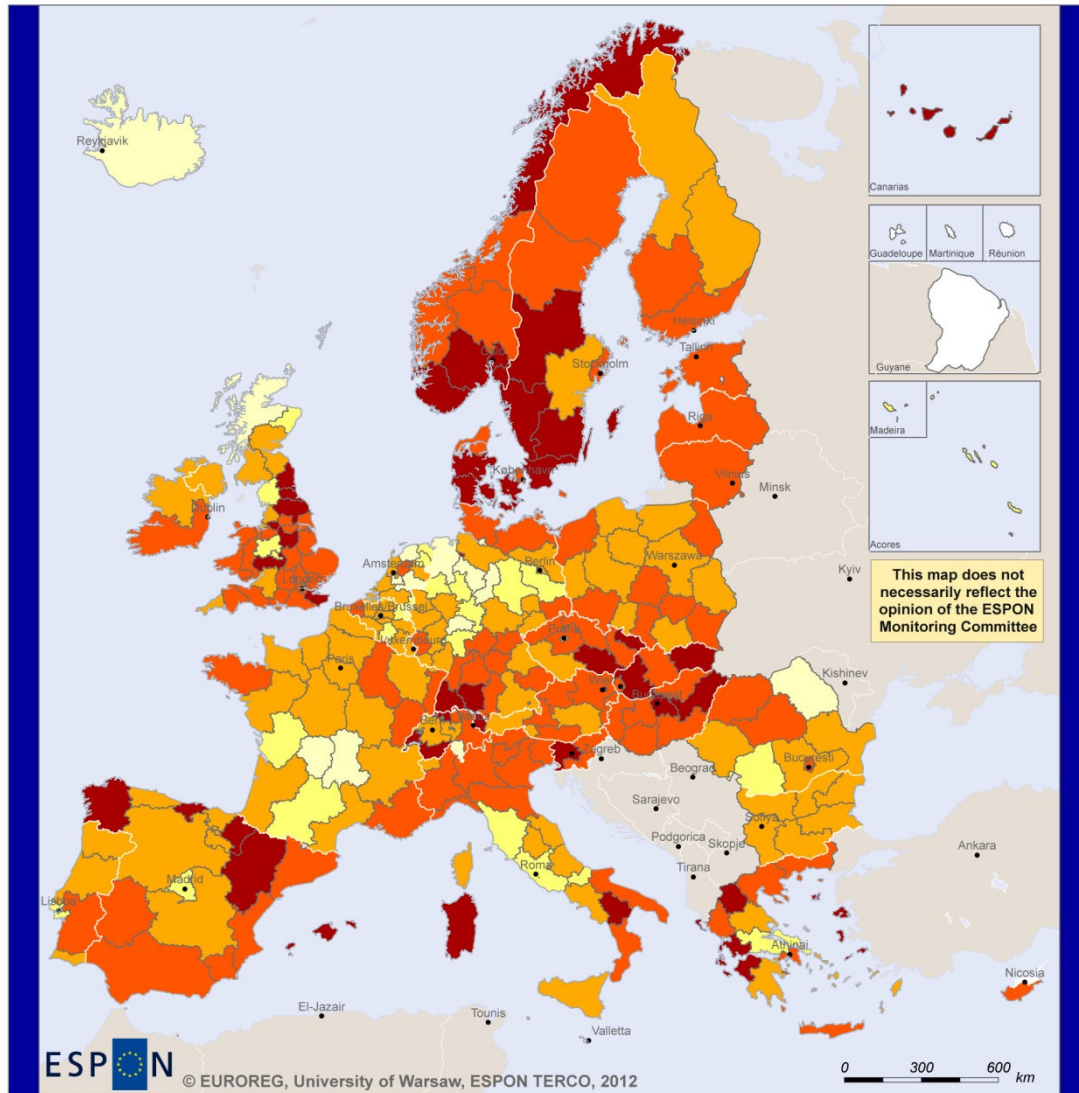 Reykjavik
Canarias
Guadeloupe
Martinique
Réunion
Guyane
Madeira
Acores
This map does not
necessarily reflect the
opinion of the ESPON
Monitoring Committee
Helsinki
Tallinn
Oslo
Stockholm
Riga
København
Vilnius
Minsk
Dublin
London
Amsterdam
Berlin
Warszawa
Kyiv
Bruxelles/Brussel
Luxembourg
Praha
Paris
Kishinev
Wien
Budapest
Bern
Zagreb
Beograd
Bucuresti
Sarajevo
Podgorica
Skopje
Sofiya
Tirana
Ankara
Madrid
Roma
Lisboa
Athinai
Nicosia
El-Jazair
Tounis
Valletta
ESPON
© EUROREG, University of Warsaw, ESPON TERCO, 2012
0 300 600
km